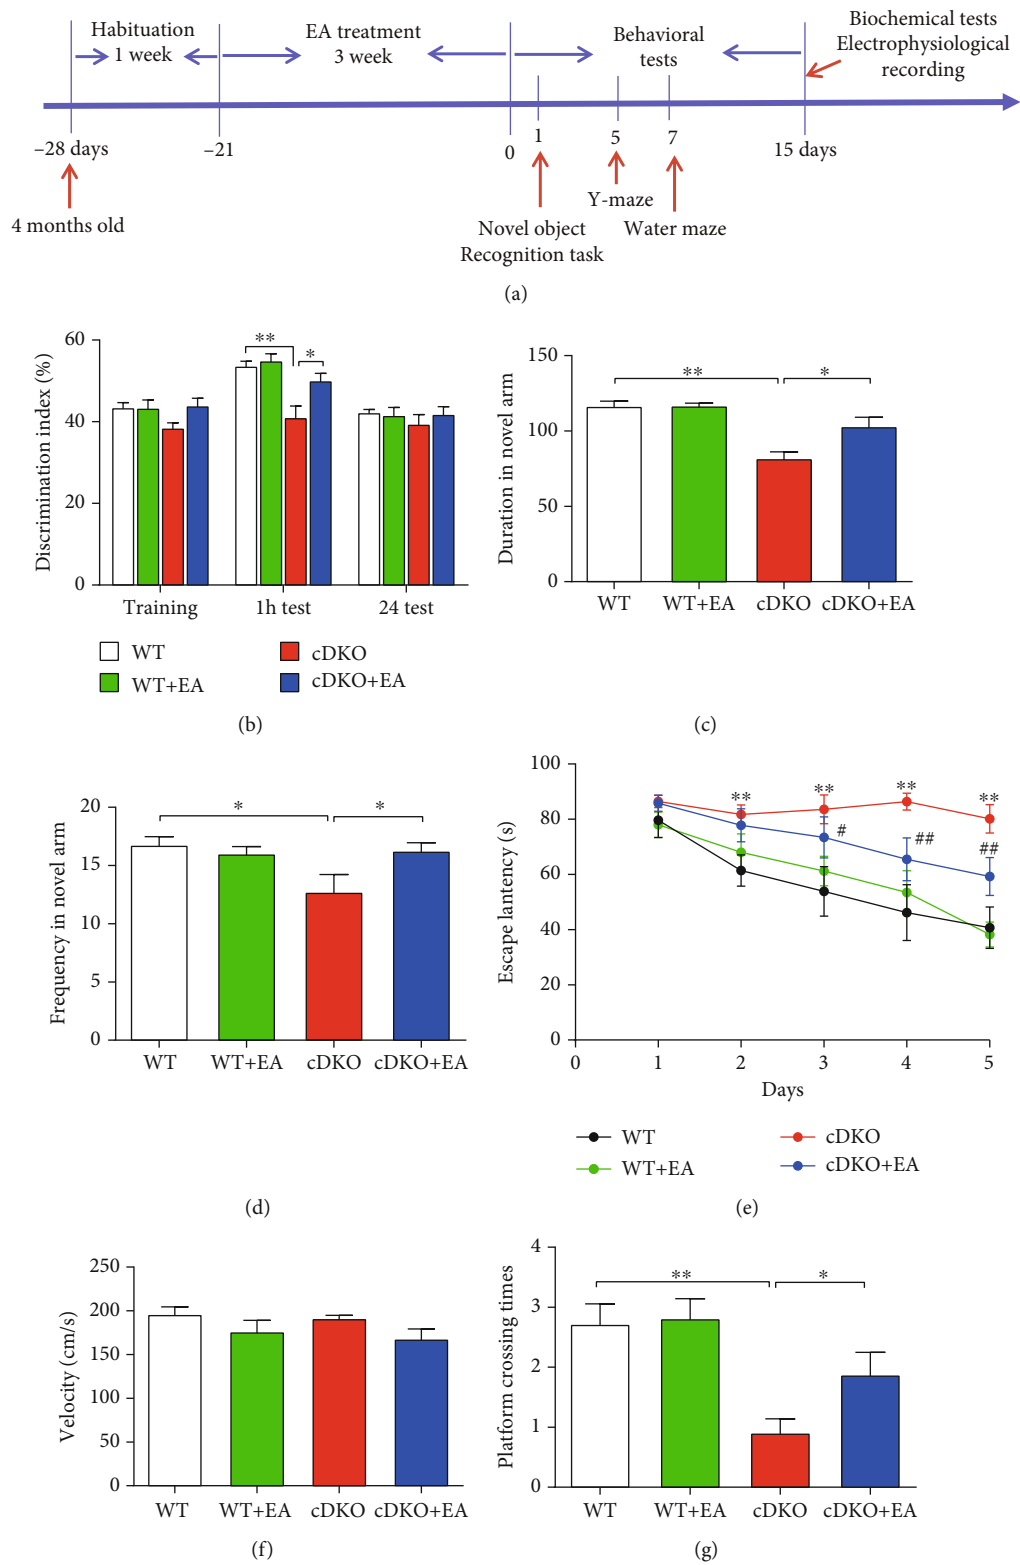 Habituation
1 week
EA treatment
3 week
Behavioral
tests
Biochemical tests
Electrophysiological
recording
–28 days
–21
0
1
5
7
15 days
4 months old
Y-maze
Novel object
Recognition task
Water maze
(a)
Discrimination index (%)
60
40
20
0
** *
Training
1h test
24 test
WT
WT+EA
cDKO
cDKO+EA
(b)
Duration in novel arm
150
100
50
0
** *
WT
WT+EA
cDKO
cDKO+EA
(c)
Frequency in novel arm
20
15
10
5
0
* *
WT
WT+EA
cDKO
cDKO+EA
(d)
Escape lantency (s)
100
80
60
40
20
0
** ** ** **
# ## ##
0 1 2 3 4 5
Days
WT
WT+EA
cDKO
cDKO+EA
(e)
Velocity (cm/s)
250
200
150
100
50
0
WT
WT+EA
cDKO
cDKO+EA
(f)
Platform crossing times
4
3
2
1
0
** *
WT
WT+EA
cDKO
cDKO+EA
(g)